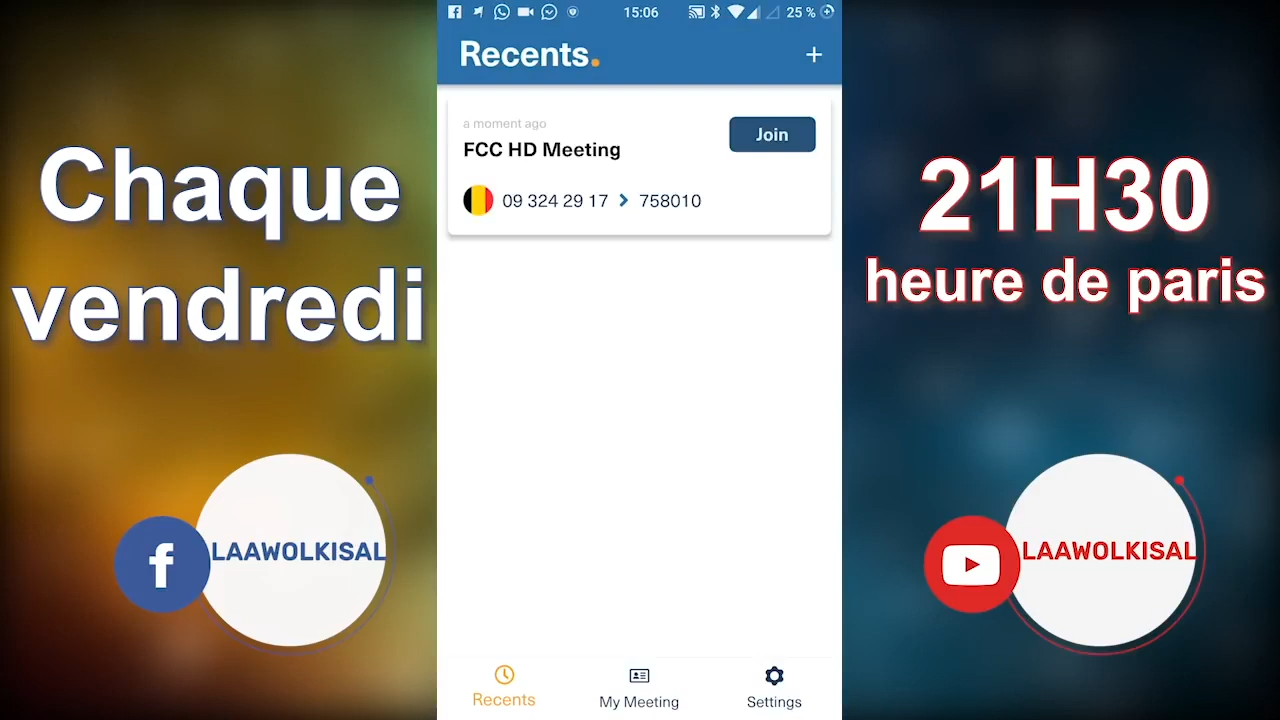 Chaque
vendredi
LAAWOLKISAL
15:06
25 %
Recents.
a moment ago
FCC HD Meeting
Join
09 324 29 17
758010
Recents
My Meeting
Settings
21H30
heure de paris
LAAWOLKISAL